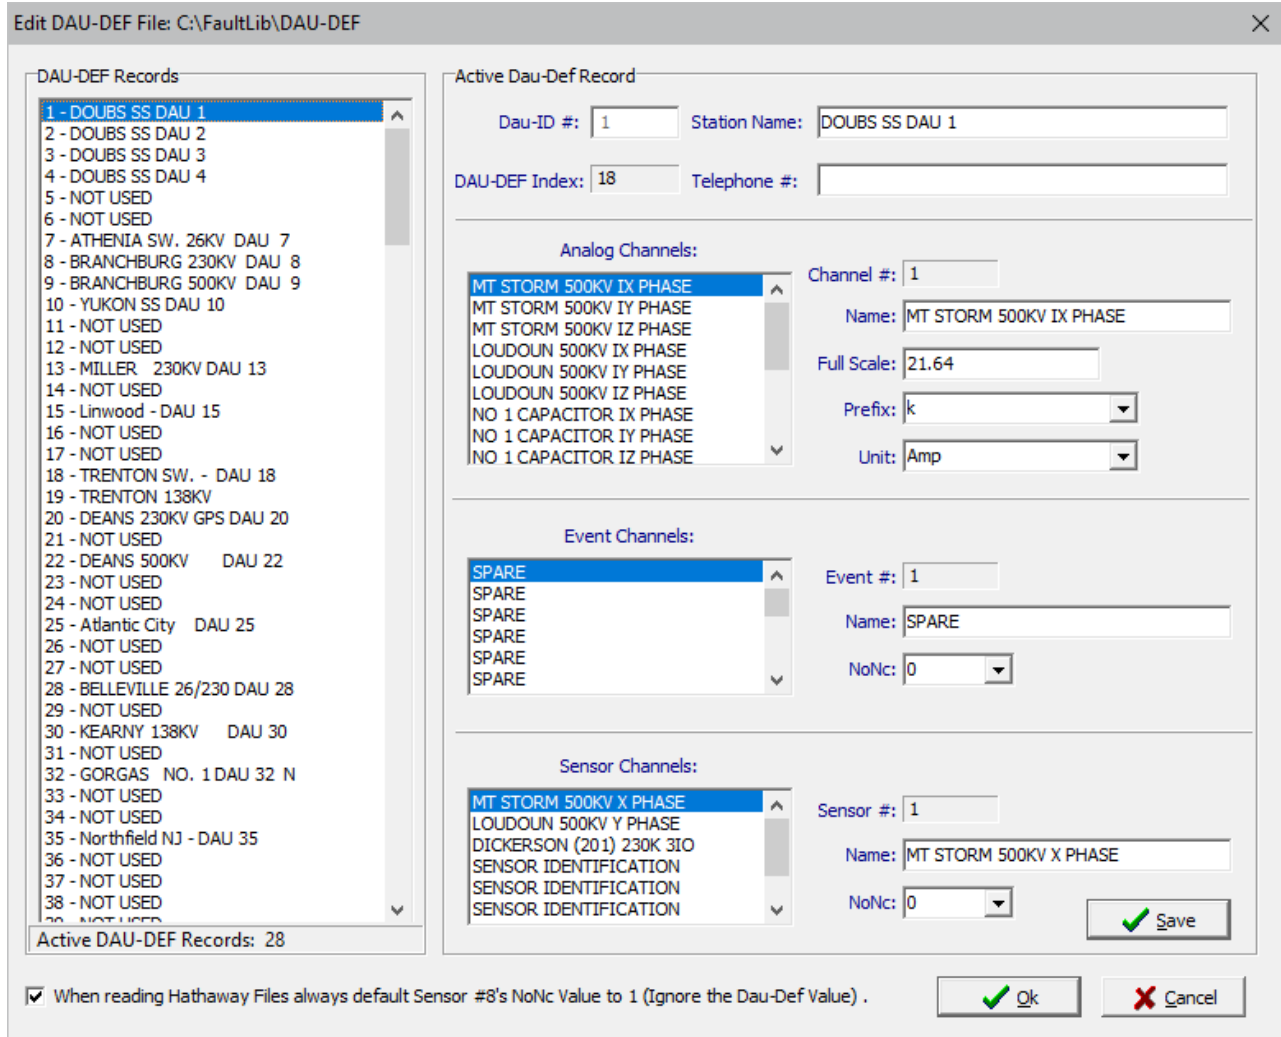 Edit DAU-DEF File: C:\FaultLib\DAU-DEF
DAU-DEF Records
1 - DOUBS SS DAU 1
2 - DOUBS SS DAU 2
3 - DOUBS SS DAU 3
4 - DOUBS SS DAU 4
5 - NOT USED
6 - NOT USED
7 - ATHENIA SW. 26KV  DAU  7
8 - BRANCHBURG 230KV  DAU  8
9 - BRANCHBURG 500KV  DAU  9
10 - YUKON SS DAU 10
11 - NOT USED
12 - NOT USED
13 - MILLER   230KV DAU 13
14 - NOT USED
15 - Linwood - DAU 15
16 - NOT USED
17 - NOT USED
18 - TRENTON SW. -  DAU 18
19 - TRENTON 138KV
20 - DEANS 230KV GPS DAU 20
21 - NOT USED
22 - DEANS 500KV      DAU 22
23 - NOT USED
24 - NOT USED
25 - Atlantic City    DAU 25
26 - NOT USED
27 - NOT USED
28 - BELLEVILLE 26/230 DAU 28
29 - NOT USED
30 - KEARNY 138KV     DAU 30
31 - NOT USED
32 - GORGAS   NO. 1 DAU 32  N
33 - NOT USED
34 - NOT USED
35 - Northfield NJ - DAU 35
36 - NOT USED
37 - NOT USED
38 - NOT USED
39 - NOT USED
Active DAU-DEF Records:  28
Active Dau-Def Record
Dau-ID #: 1
Station Name: DOUBS SS DAU 1
DAU-DEF Index: 18
Telephone #:
Analog Channels:
MT STORM 500KV IX PHASE
MT STORM 500KV IY PHASE
MT STORM 500KV IZ PHASE
LOUDOUN 500KV IX PHASE
LOUDOUN 500KV IY PHASE
LOUDOUN 500KV IZ PHASE
NO 1 CAPACITOR IX PHASE
NO 1 CAPACITOR IY PHASE
NO 1 CAPACITOR IZ PHASE
Channel #: 1
Name: MT STORM 500KV IX PHASE
Full Scale: 21.64
Prefix: k
Unit: Amp
Event Channels:
SPARE
SPARE
SPARE
SPARE
SPARE
SPARE
Event #: 1
Name: SPARE
NoNc: 0
Sensor Channels:
MT STORM 500KV X PHASE
LOUDOUN 500KV Y PHASE
DICKERSON (201) 230K 3IO
SENSOR IDENTIFICATION
SENSOR IDENTIFICATION
SENSOR IDENTIFICATION
Sensor #: 1
Name: MT STORM 500KV X PHASE
NoNc: 0
Save
When reading Hathaway Files always default Sensor #8's NoNc Value to 1 (Ignore the Dau-Def Value) .
Ok
Cancel